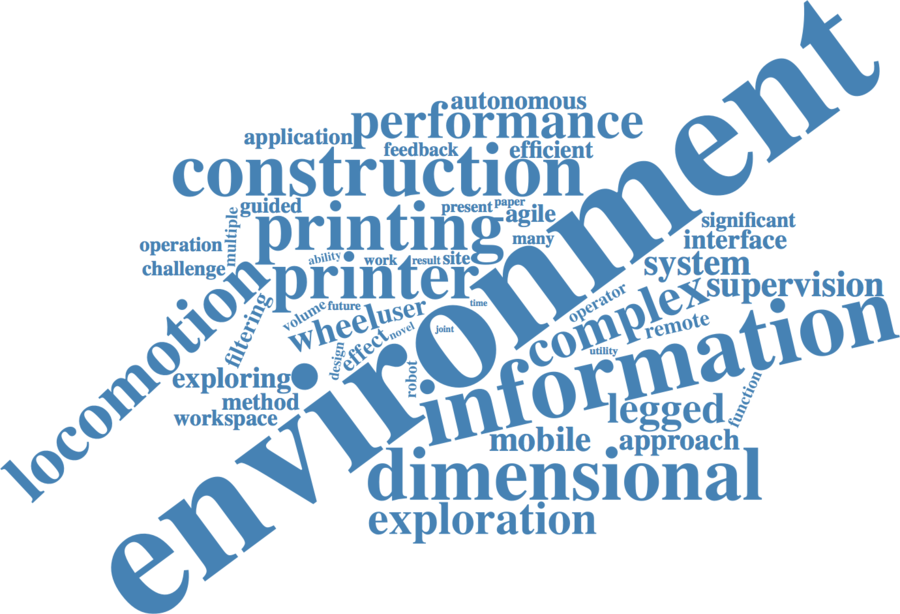 environment
autonomous
performance
application
feedback
efficient
construction
guided
multiple
printing
present
paper
agile
significant
operation
many
interface
challenge
ability
work
result
site
system
printer
locomotion
supervision
filtering
volume
future
wheel
user
time
operator
complex
remote
novel
joint
effect
design
utility
information
exploring
robot
function
method
legged
workspace
mobile
approach
dimensional
exploration